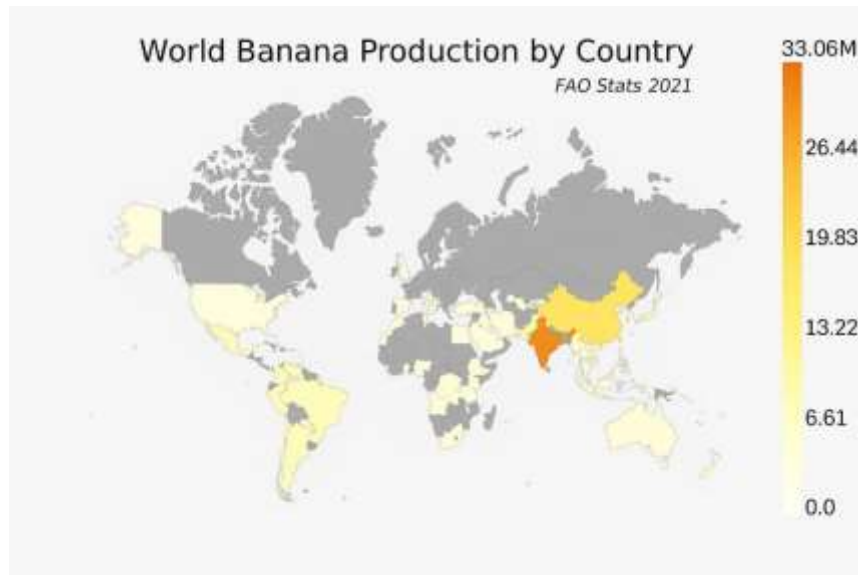 World Banana Production by Country
FAO Stats 2021
33.06M
26.44
19.83
13.22
6.61
0.0